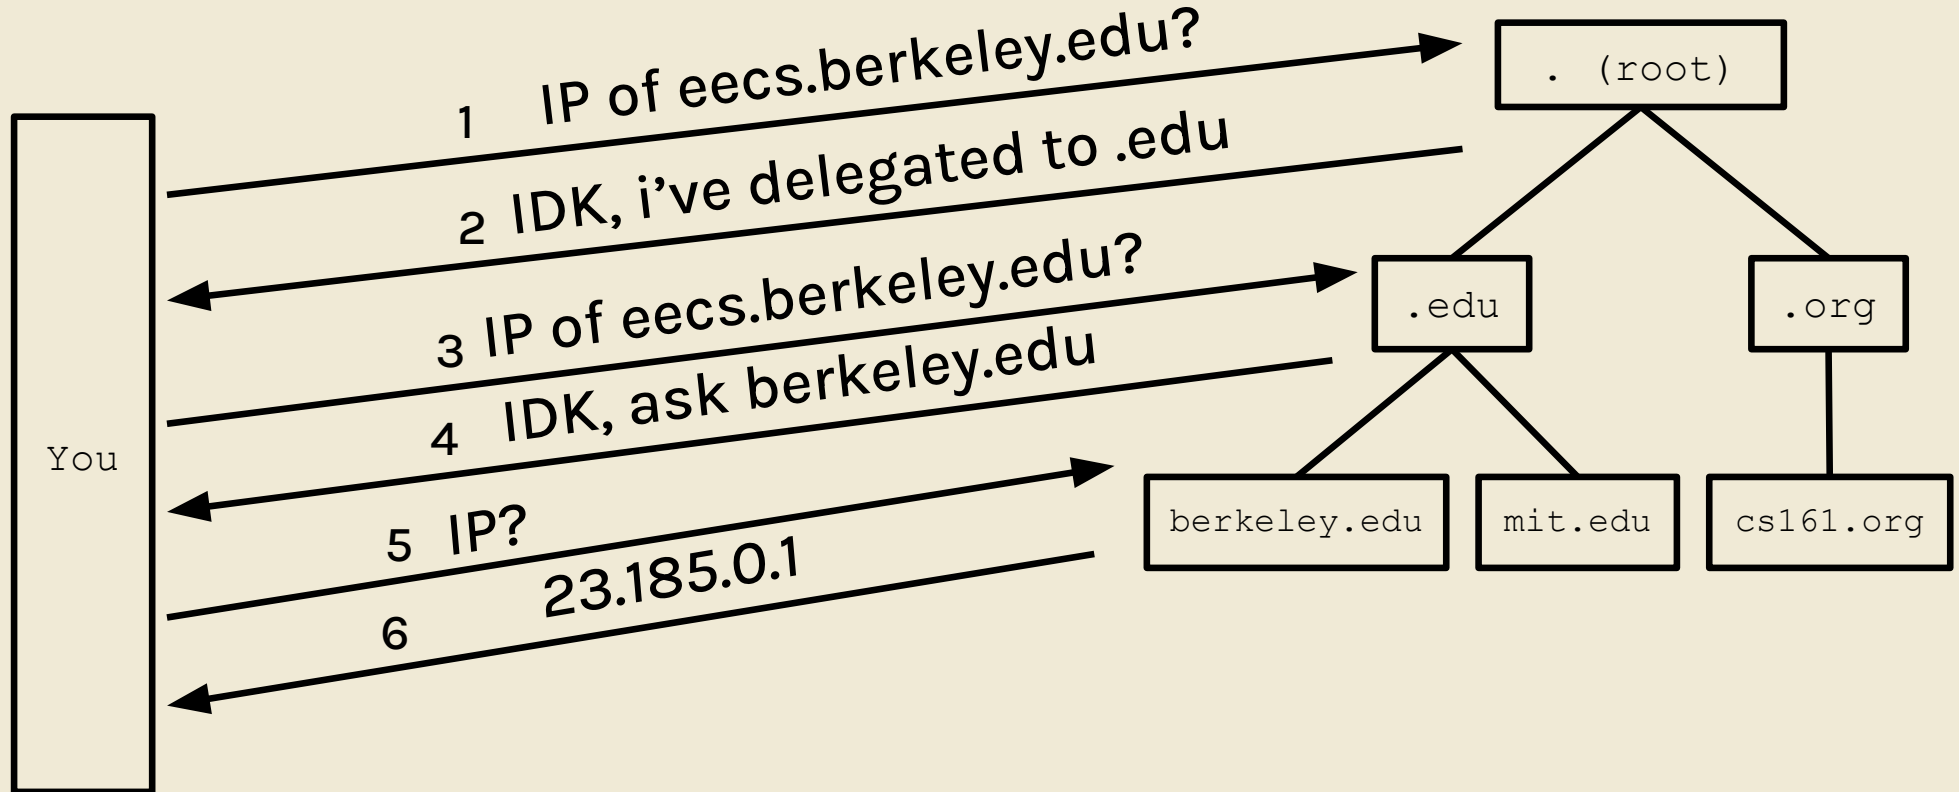 1 IP of eecs.berkeley.edu?
2 IDK, i've delegated to .edu
3 IP of eecs.berkeley.edu?
4 IDK, ask berkeley.edu
5 IP?
6 23.185.0.1
You
. (root)
.edu
.org
berkeley.edu
mit.edu
cs161.org